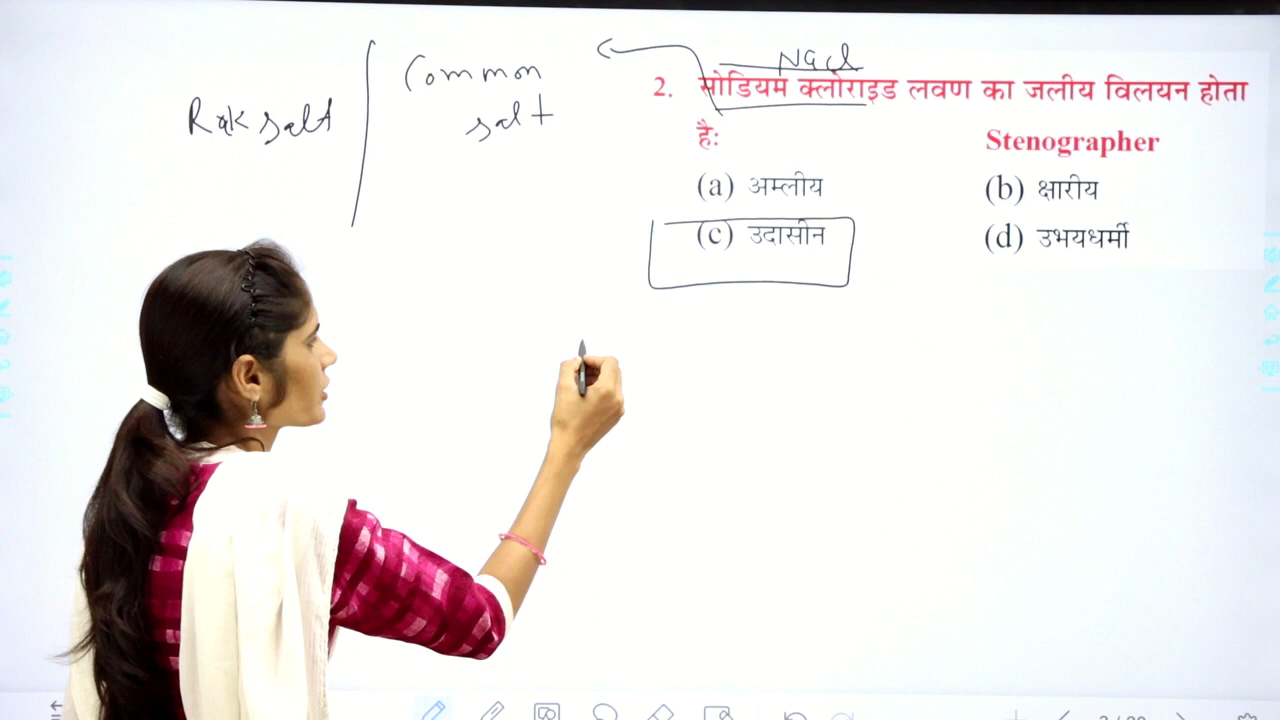 NaCl
2. सोडियम क्लोराइड लवण का जलीय विलयन होता
है:
Stenographer
(a) अम्लीय
(b) क्षारीय
(c) उदासीन
(d) उभयधर्मी
Common
salt
Rock salt